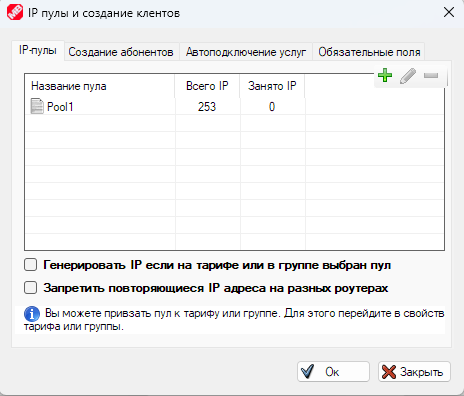 IP пулы и создание клентов
IP-пулы Создание абонентов Автоподключение услуг Обязательные поля
Название пула Всего IP Занято IP
Pool1 253 0
Генерировать IP если на тарифе или в группе выбран пул
Запретить повторяющиеся IP адреса на разных роутерах
Вы можете привзать пул к тарифу или группе. Для этого перейдите в свойств
тарифа или группы.
Ок Закрыть